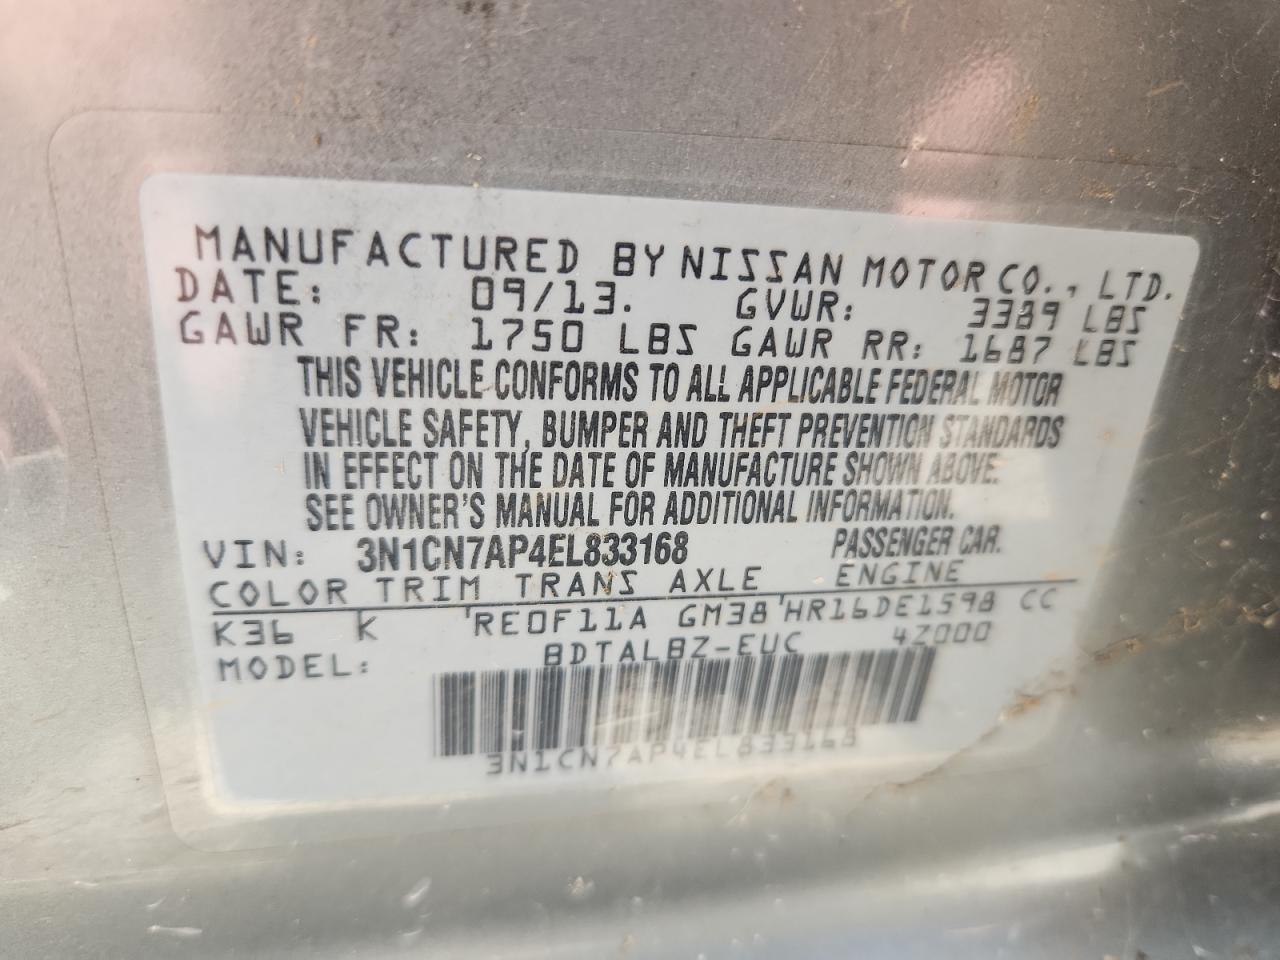 MANUFACTURED BY NISSAN MOTOR CO., LTD.
DATE: 09/13. GVWR: 3389 LBS
GAWR FR: 1750 LBS GAWR RR: 1687 LBS
THIS VEHICLE CONFORMS TO ALL APPLICABLE FEDERAL MOTOR
VEHICLE SAFETY, BUMPER AND THEFT PREVENTION STANDARDS
IN EFFECT ON THE DATE OF MANUFACTURE SHOWN ABOVE.
SEE OWNER'S MANUAL FOR ADDITIONAL INFORMATION.
VIN: 3N1CN7AP4EL833168 PASSENGER CAR.
COLOR TRIM TRANS AXLE ENGINE
K36 K RE0F11A GM38 HR16DE1598 CC
MODEL: BDTALBZ-EUC 4Z000
3N1CN7AP4EL833168